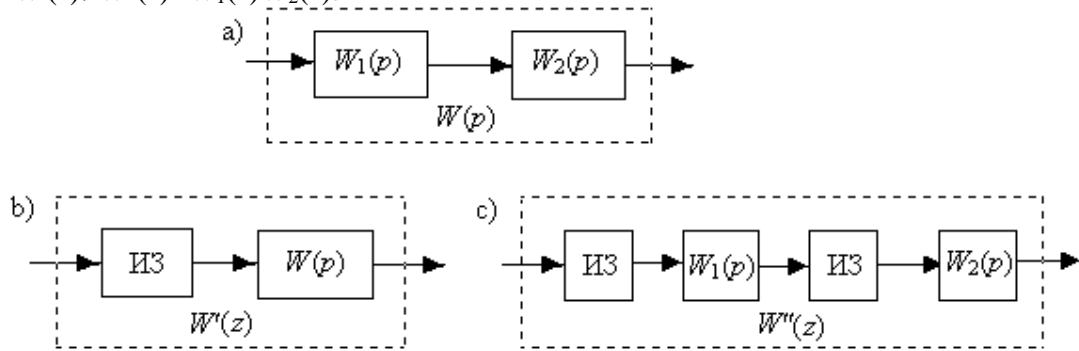 a)
W₁(p) W₂(p)
W(p)
b)
ИЗ W(p)
W'(z)
c)
ИЗ W₁(p) ИЗ W₂(p)
W"(z)